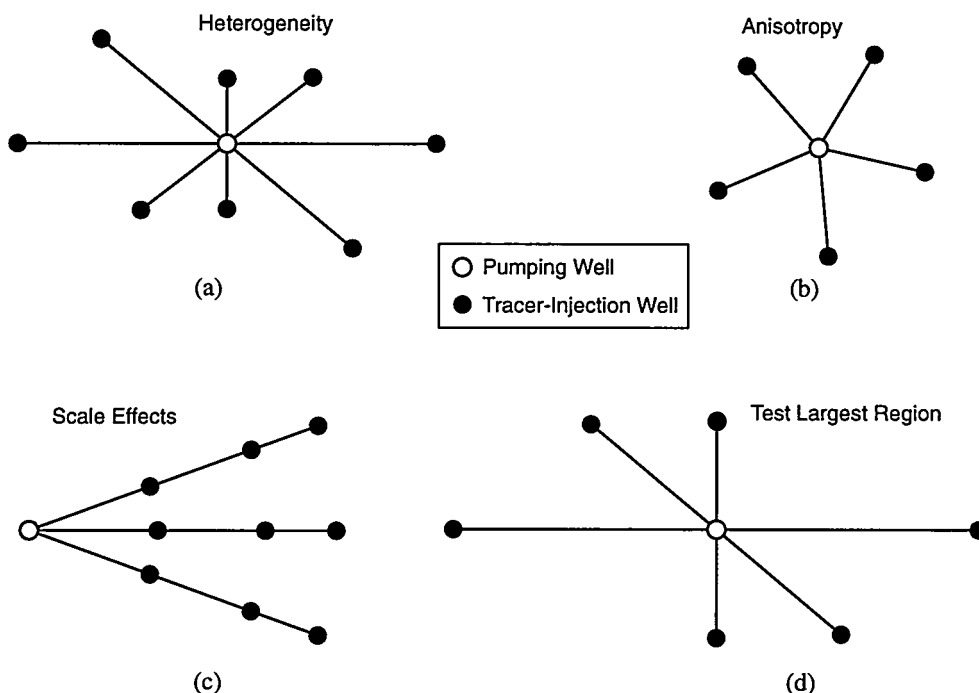 Heterogeneity
Anisotropy
(a)
(b)
Pumping Well
Tracer-Injection Well
Scale Effects
Test Largest Region
(c)
(d)